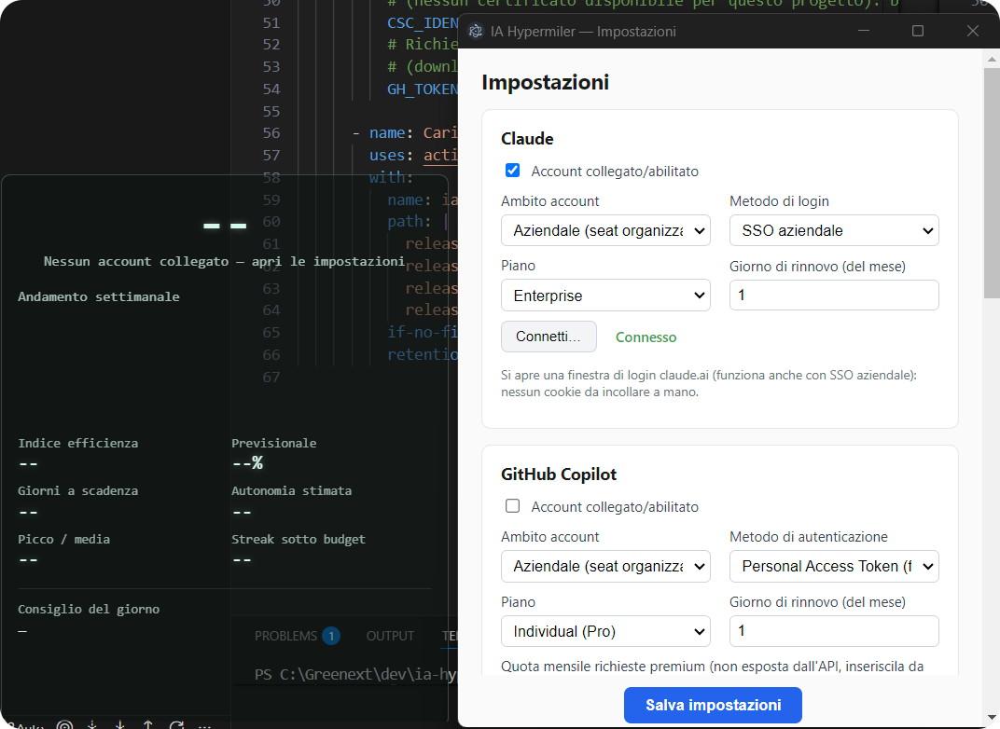 50 # (nessun certificato disponibile per questo progetto): b
51 CSC_IDEN
52 # Richie
53 # (downl
54 GH_TOKEN
55
56 - name: Cari
57 uses: acti
58 with:
59 name: ia
60 path: |
61 releas
62 releas
63 releas
64 releas
65 if-no-fi
66 retentio
67
--
Nessun account collegato — apri le impostazioni
Andamento settimanale
Indice efficienza
--
Previsionale
--%
Giorni a scadenza
--
Autonomia stimata
--
Picco / media
--
Streak sotto budget
--
Consiglio del giorno
—
PROBLEMS 1 OUTPUT TE
PS C:\Greenext\dev\ia-hyp
IA Hypermiler — Impostazioni
Impostazioni
Claude
Account collegato/abilitato
Ambito account
Aziendale (seat organizza
Metodo di login
SSO aziendale
Piano
Enterprise
Giorno di rinnovo (del mese)
1
Connetti…
Connesso
Si apre una finestra di login claude.ai (funziona anche con SSO aziendale):
nessun cookie da incollare a mano.
GitHub Copilot
Account collegato/abilitato
Ambito account
Aziendale (seat organizza
Metodo di autenticazione
Personal Access Token (f
Piano
Individual (Pro)
Giorno di rinnovo (del mese)
1
Quota mensile richieste premium (non esposta dall'API, inseriscila da
Salva impostazioni